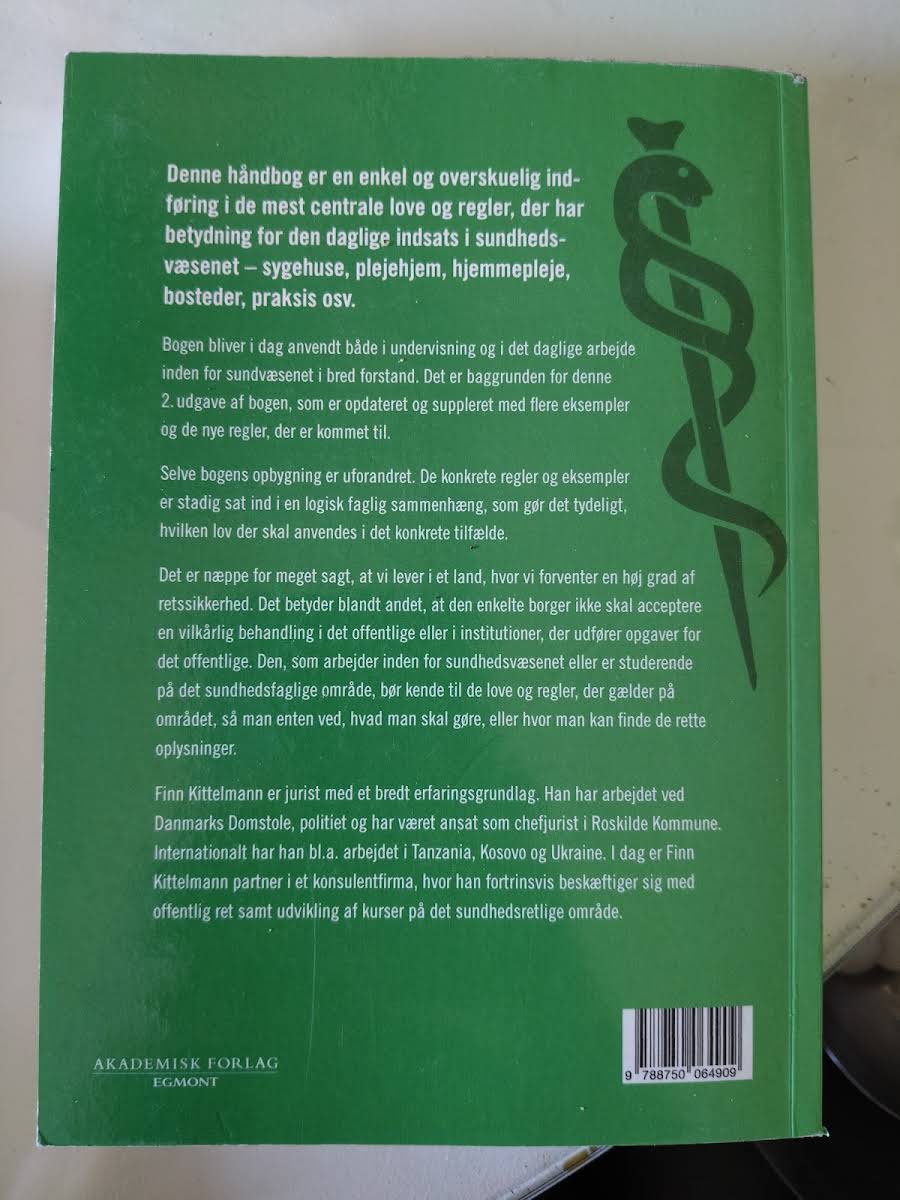 Denne håndbog er en enkel og overskuelig ind-
føring i de mest centrale love og regler, der har
betydning for den daglige indsats i sundheds-
væsenet – sygehuse, plejehjem, hjemmepleje,
bosteder, praksis osv.
Bogen bliver i dag anvendt både i undervisning og i det daglige arbejde
inden for sundvæsenet i bred forstand. Det er baggrunden for denne
2. udgave af bogen, som er opdateret og suppleret med flere eksempler
og de nye regler, der er kommet til.
Selve bogens opbygning er uforandret. De konkrete regler og eksempler
er stadig sat ind i en logisk faglig sammenhæng, som gør det tydeligt,
hvilken lov der skal anvendes i det konkrete tilfælde.
Det er næppe for meget sagt, at vi lever i et land, hvor vi forventer en høj grad af
retssikkerhed. Det betyder blandt andet, at den enkelte borger ikke skal acceptere
en vilkårlig behandling i det offentlige eller i institutioner, der udfører opgaver for
det offentlige. Den, som arbejder inden for sundhedsvæsenet eller er studerende
på det sundhedsfaglige område, bør kende til de love og regler, der gælder på
området, så man enten ved, hvad man skal gøre, eller hvor man kan finde de rette
oplysninger.
Finn Kittelmann er jurist med et bredt erfaringsgrundlag. Han har arbejdet ved
Danmarks Domstole, politiet og har været ansat som chefjurist i Roskilde Kommune.
Internationalt har han bl.a. arbejdet i Tanzania, Kosovo og Ukraine. I dag er Finn
Kittelmann partner i et konsulentfirma, hvor han fortrinsvis beskæftiger sig med
offentlig ret samt udvikling af kurser på det sundhedsretlige område.
AKADEMISK FORLAG
EGMONT
9 788750 064909